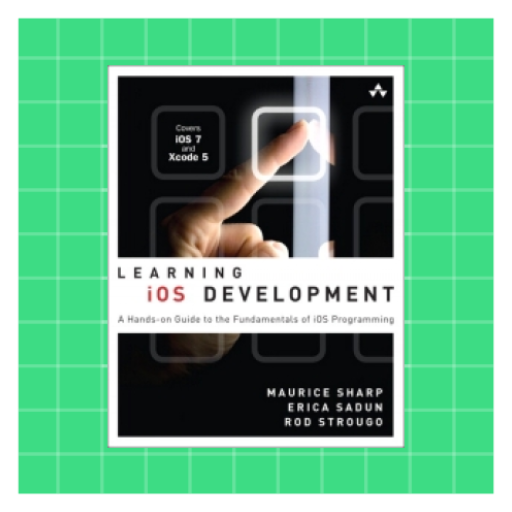 Covers
iOS 7
and
Xcode 5
LEARNING
iOS DEVELOPMENT
A Hands-on Guide to the Fundamentals of iOS Programming
MAURICE SHARP
ERICA SADUN
ROD STROUGO